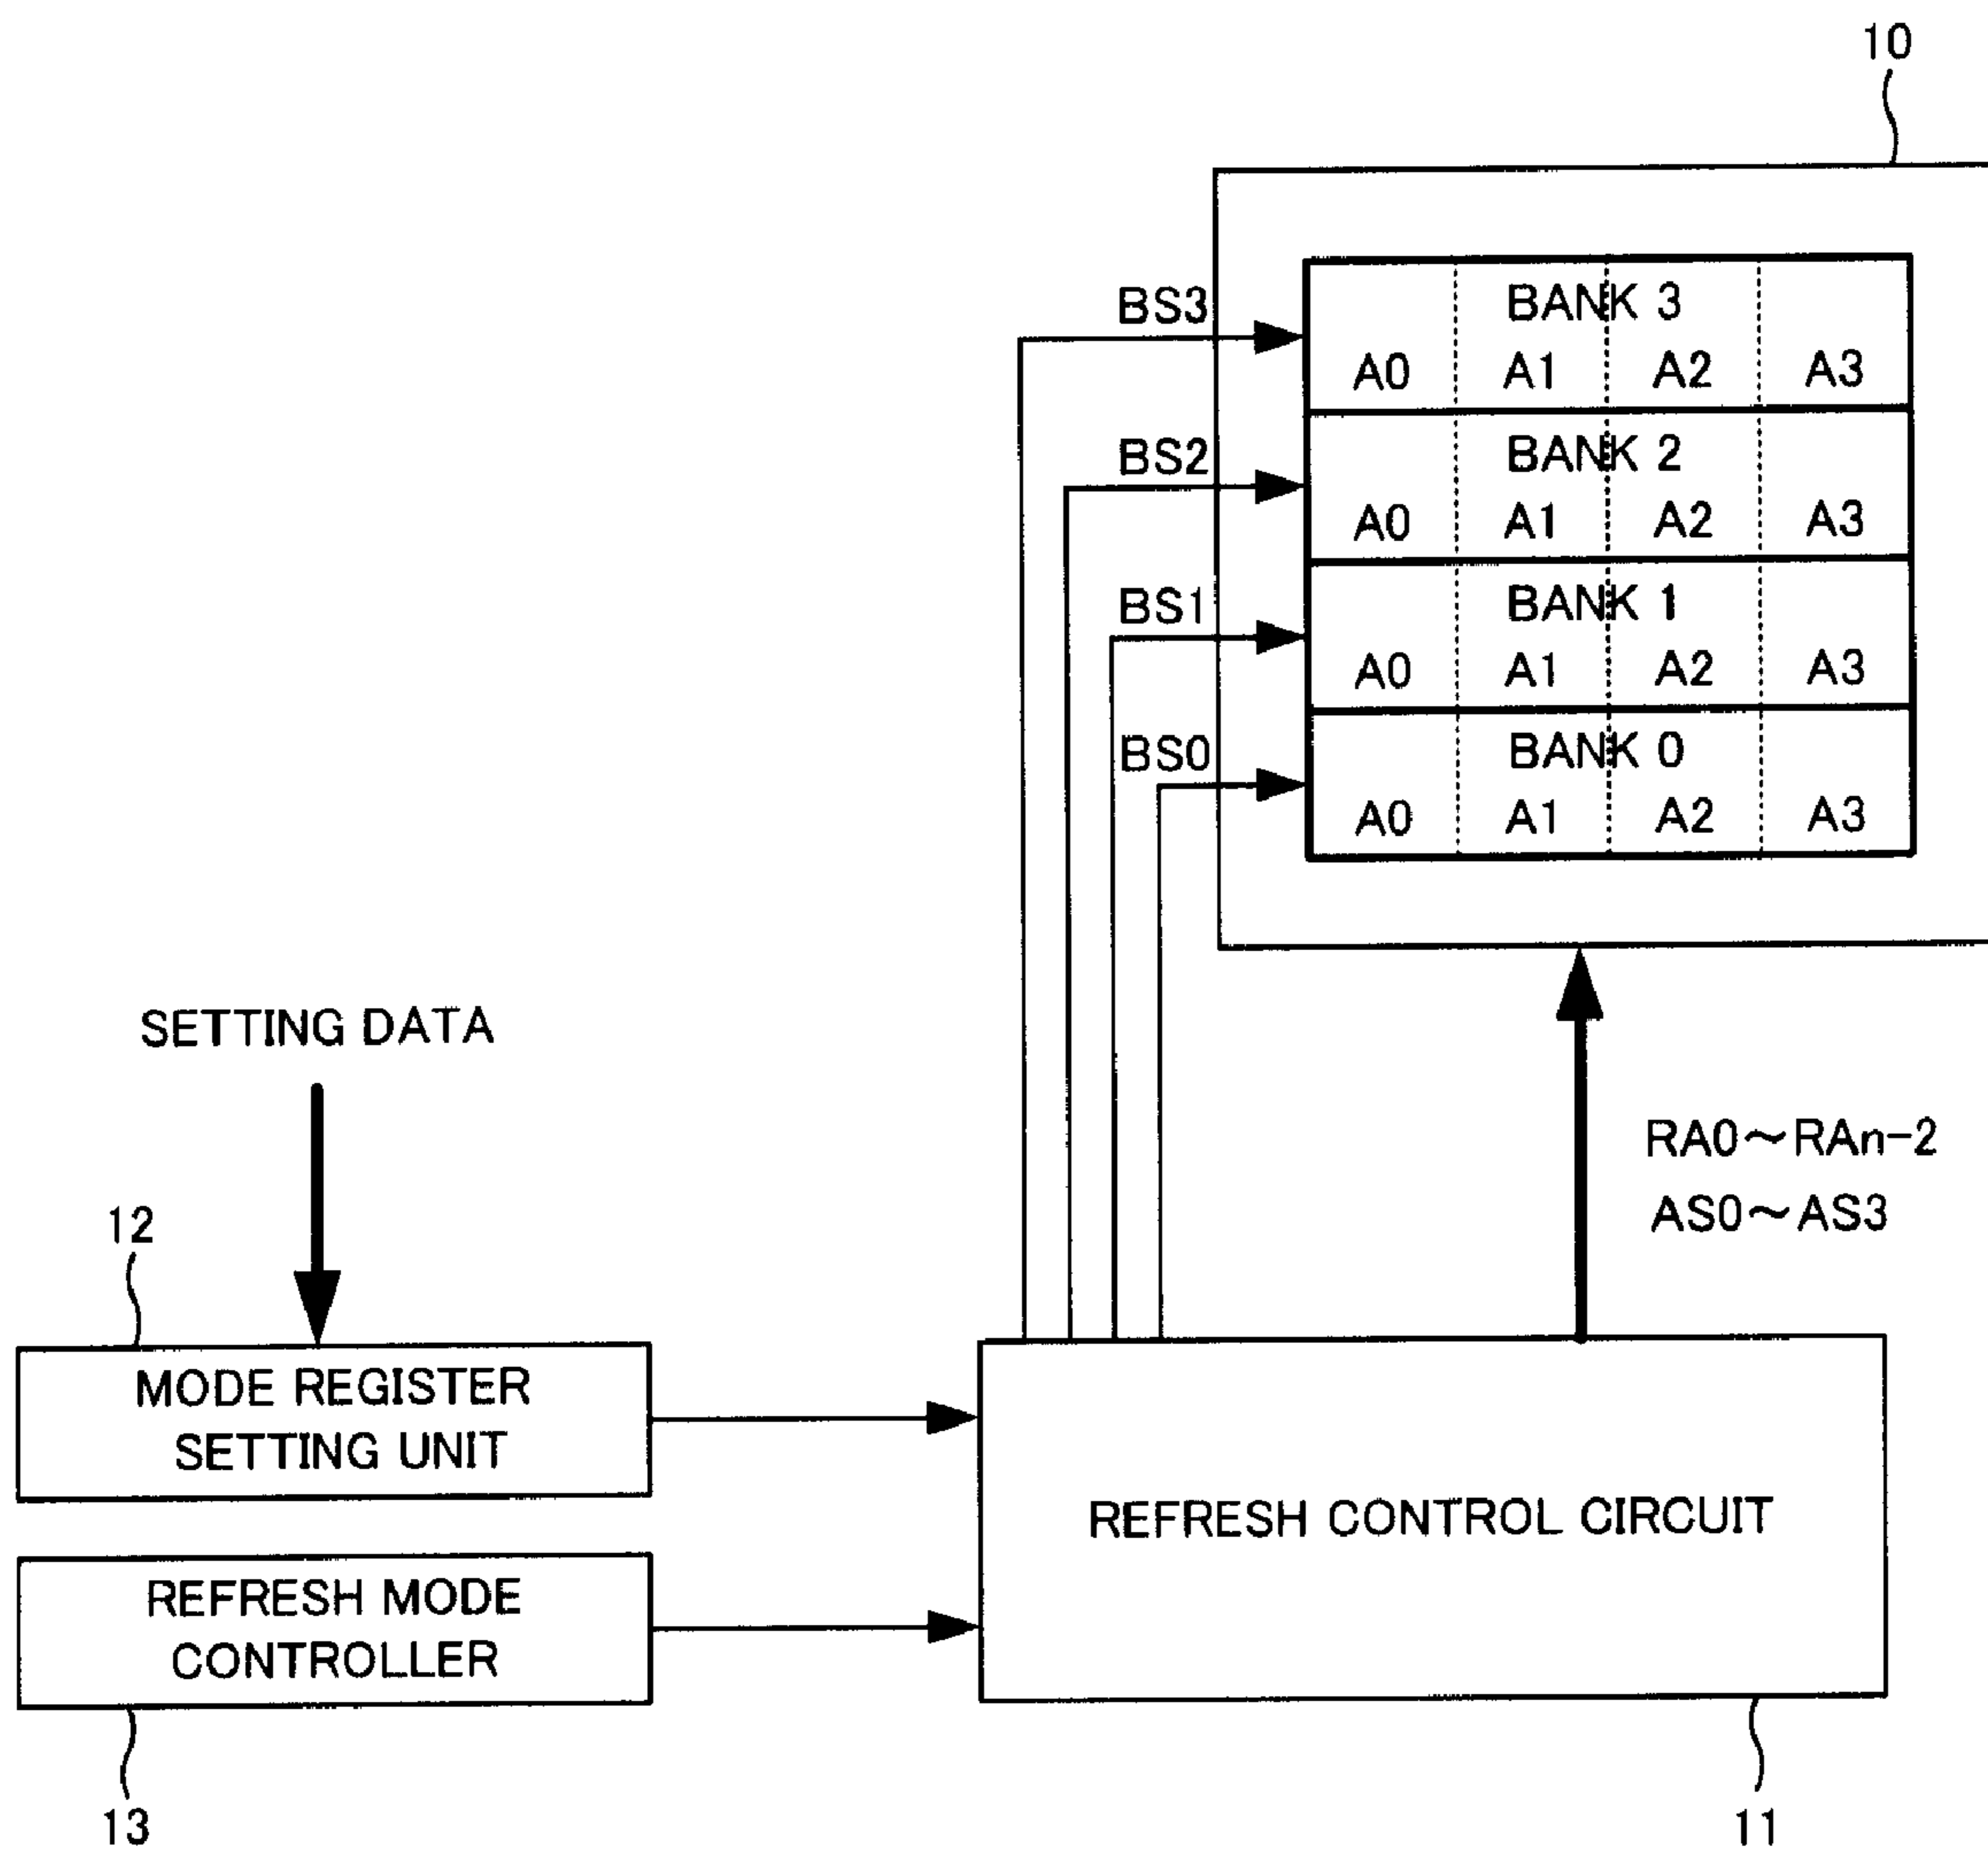 10
BS3
BANK 3
A0 A1 A2 A3
BS2
BANK 2
A0 A1 A2 A3
BS1
BANK 1
A0 A1 A2 A3
BS0
BANK 0
A0 A1 A2 A3
SETTING DATA
RA0～RAn-2
AS0～AS3
12
MODE REGISTER
SETTING UNIT
REFRESH CONTROL CIRCUIT
REFRESH MODE
CONTROLLER
13
11